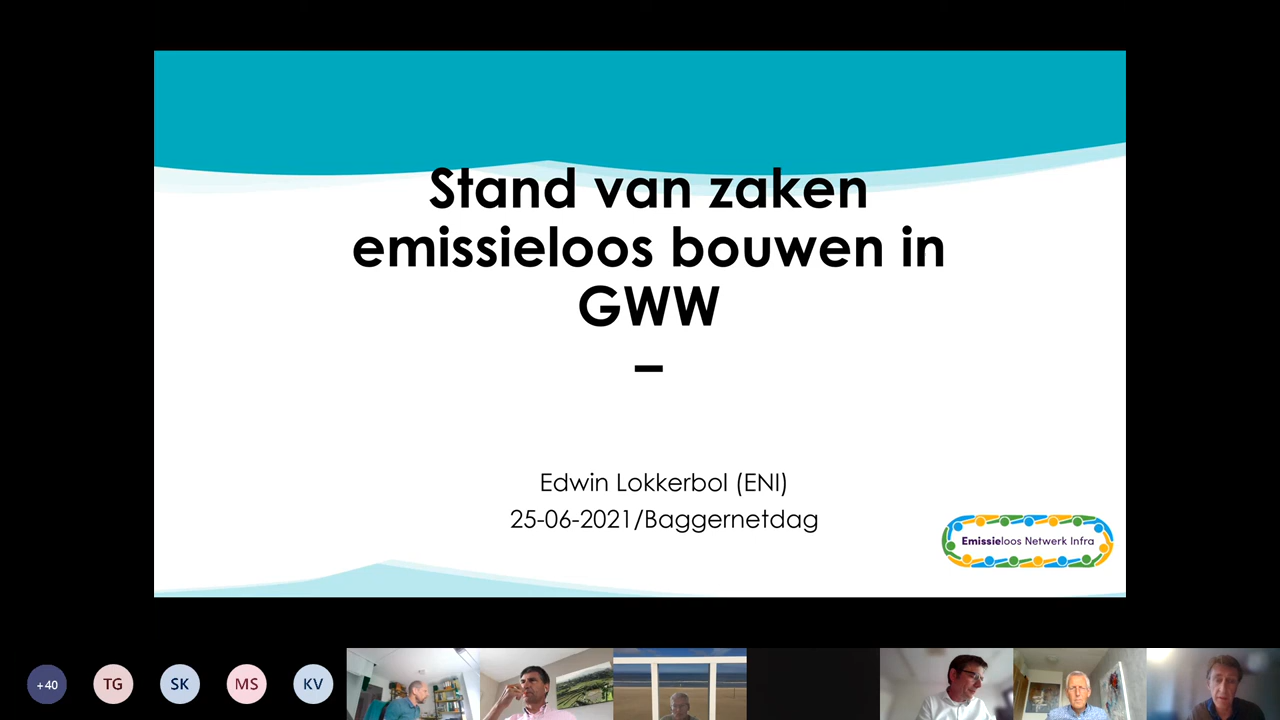 Stand van zaken
emissieloos bouwen in
GWW
–
Edwin Lokkerbol (ENI)
25-06-2021/Baggernetdag
Emissieloos Netwerk Infra
+40
TG
SK
MS
KV